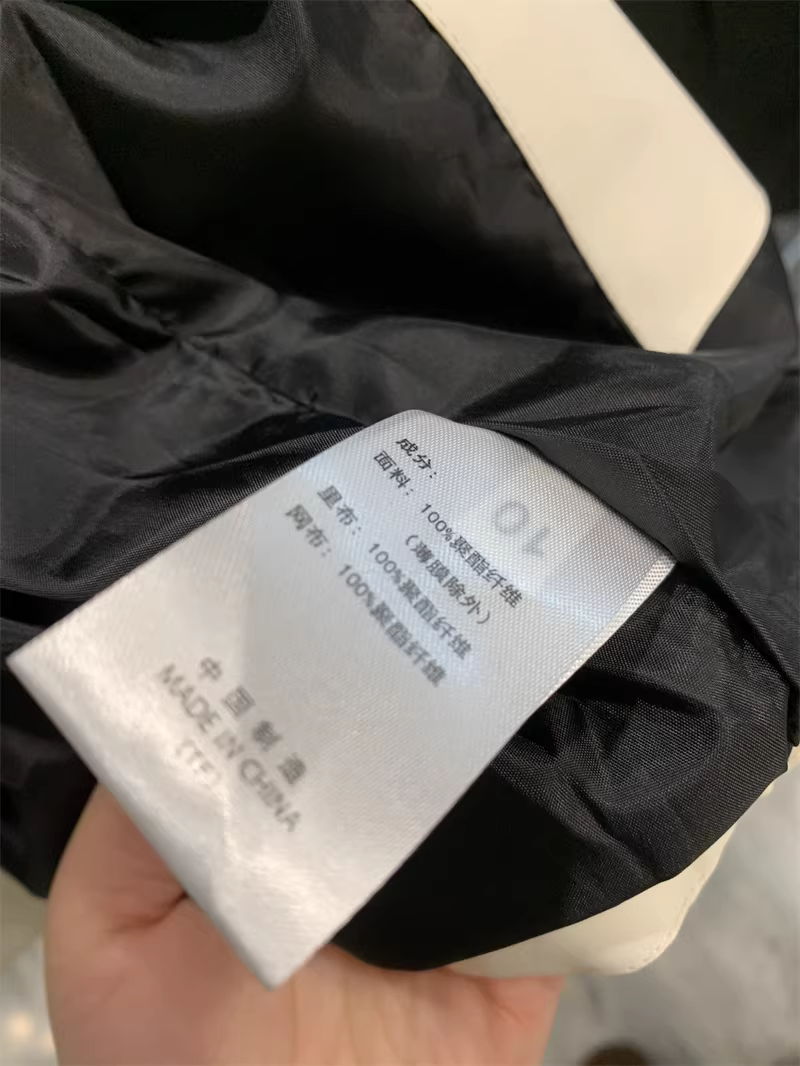 成分：
面料：100%聚酯纤维
（薄膜除外）
里布：100%聚酯纤维
网布：100%聚酯纤维
中国制造
MADE IN CHINA
(TF)
10